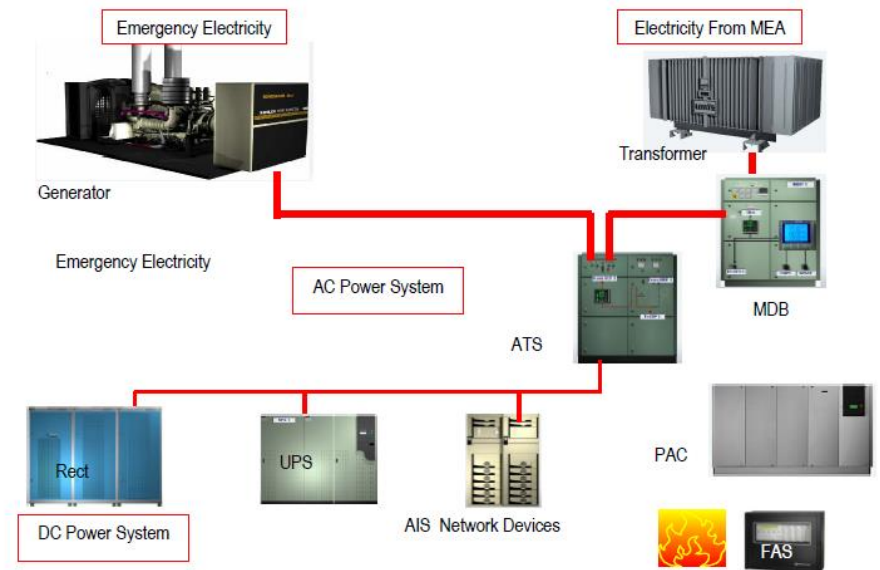 Emergency Electricity
Electricity From MEA
Transformer
Generator
Emergency Electricity
AC Power System
MDB
ATS
Rect
UPS
PAC
AIS Network Devices
DC Power System
FAS